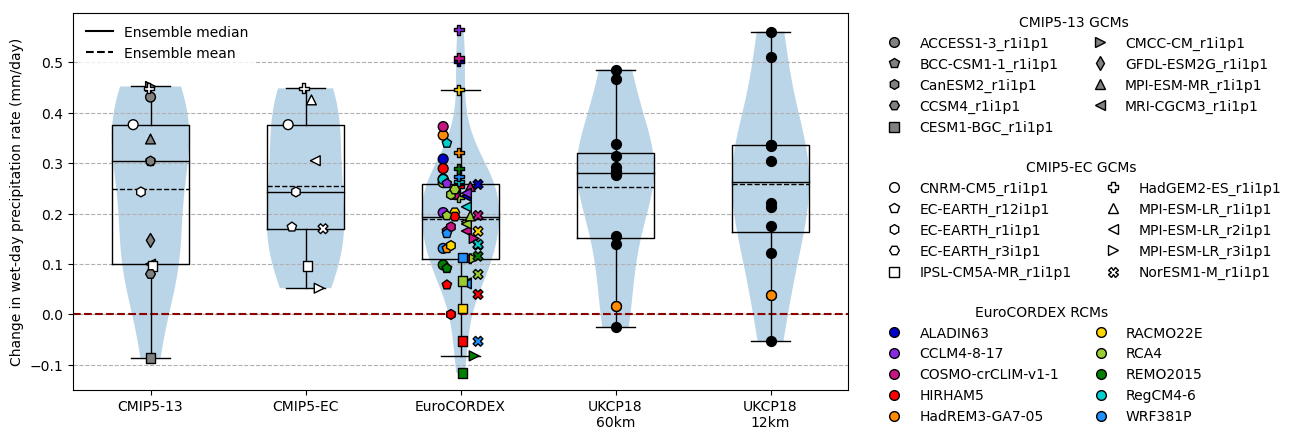 Change in wet-day precipitation rate (mm/day)
Ensemble median
Ensemble mean
0.5
0.4
0.3
0.2
0.1
0.0
−0.1
CMIP5-13
CMIP5-EC
EuroCORDEX
UKCP18
60km
UKCP18
12km
CMIP5-13 GCMs
ACCESS1-3_r1i1p1
BCC-CSM1-1_r1i1p1
CanESM2_r1i1p1
CCSM4_r1i1p1
CESM1-BGC_r1i1p1
CMCC-CM_r1i1p1
GFDL-ESM2G_r1i1p1
MPI-ESM-MR_r1i1p1
MRI-CGCM3_r1i1p1
CMIP5-EC GCMs
CNRM-CM5_r1i1p1
EC-EARTH_r12i1p1
EC-EARTH_r1i1p1
EC-EARTH_r3i1p1
IPSL-CM5A-MR_r1i1p1
HadGEM2-ES_r1i1p1
MPI-ESM-LR_r1i1p1
MPI-ESM-LR_r2i1p1
MPI-ESM-LR_r3i1p1
NorESM1-M_r1i1p1
EuroCORDEX RCMs
ALADIN63
CCLM4-8-17
COSMO-crCLIM-v1-1
HIRHAM5
HadREM3-GA7-05
RACMO22E
RCA4
REMO2015
RegCM4-6
WRF381P